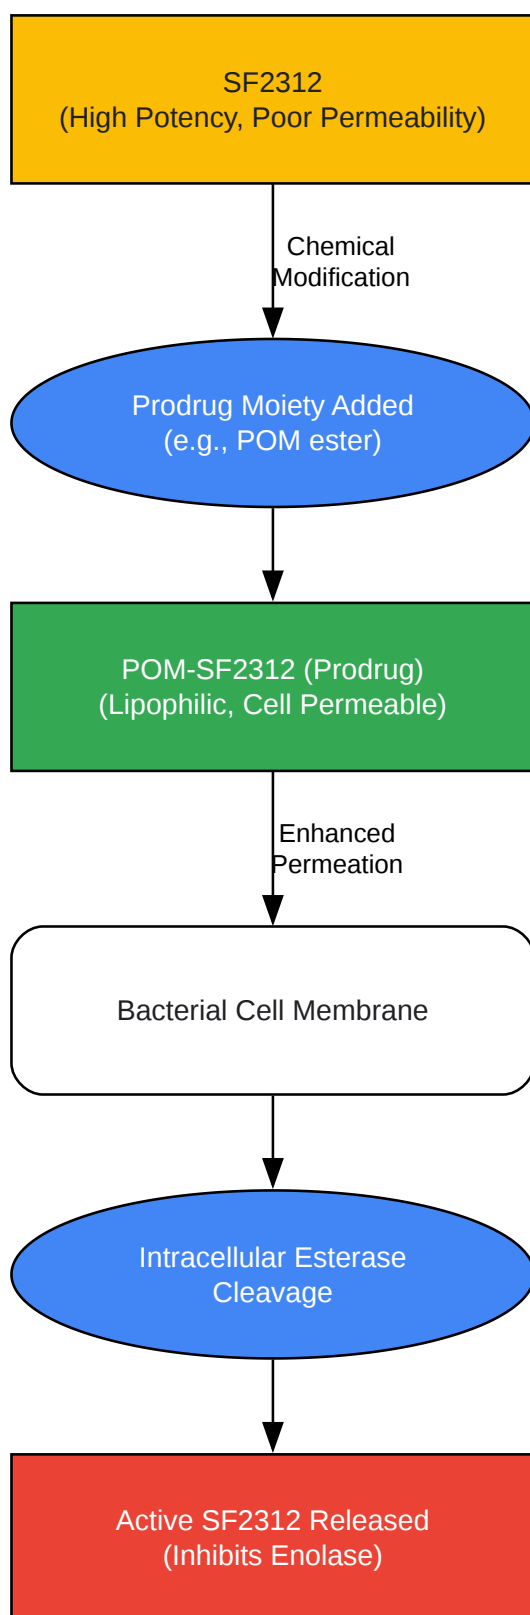 SF2312
(High Potency, Poor Permeability)
Chemical
Modification
Prodrug Moiety Added
(e.g., POM ester)
POM-SF2312 (Prodrug)
(Lipophilic, Cell Permeable)
Enhanced
Permeation
Bacterial Cell Membrane
Intracellular Esterase
Cleavage
Active SF2312 Released
(Inhibits Enolase)